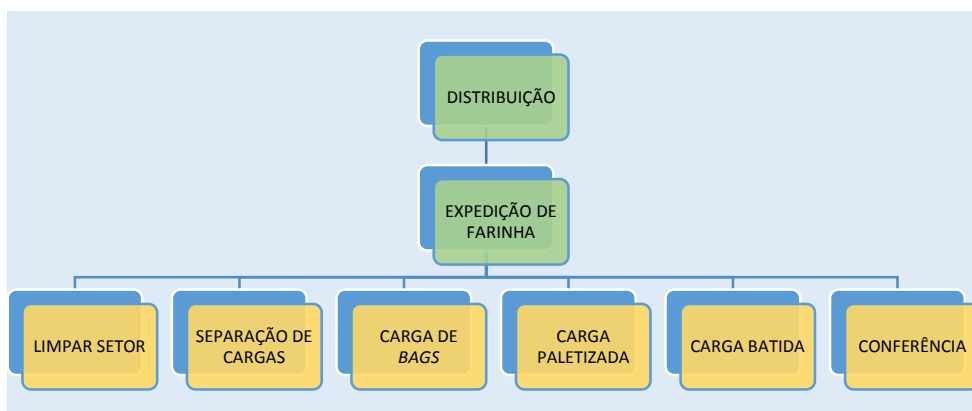 DISTRIBUIÇÃO
EXPEDIÇÃO DE
FARINHA
LIMPAR SETOR
SEPARAÇÃO DE
CARGAS
CARGA DE
BAGS
CARGA
PALETIZADA
CARGA BATIDA
CONFERÊNCIA